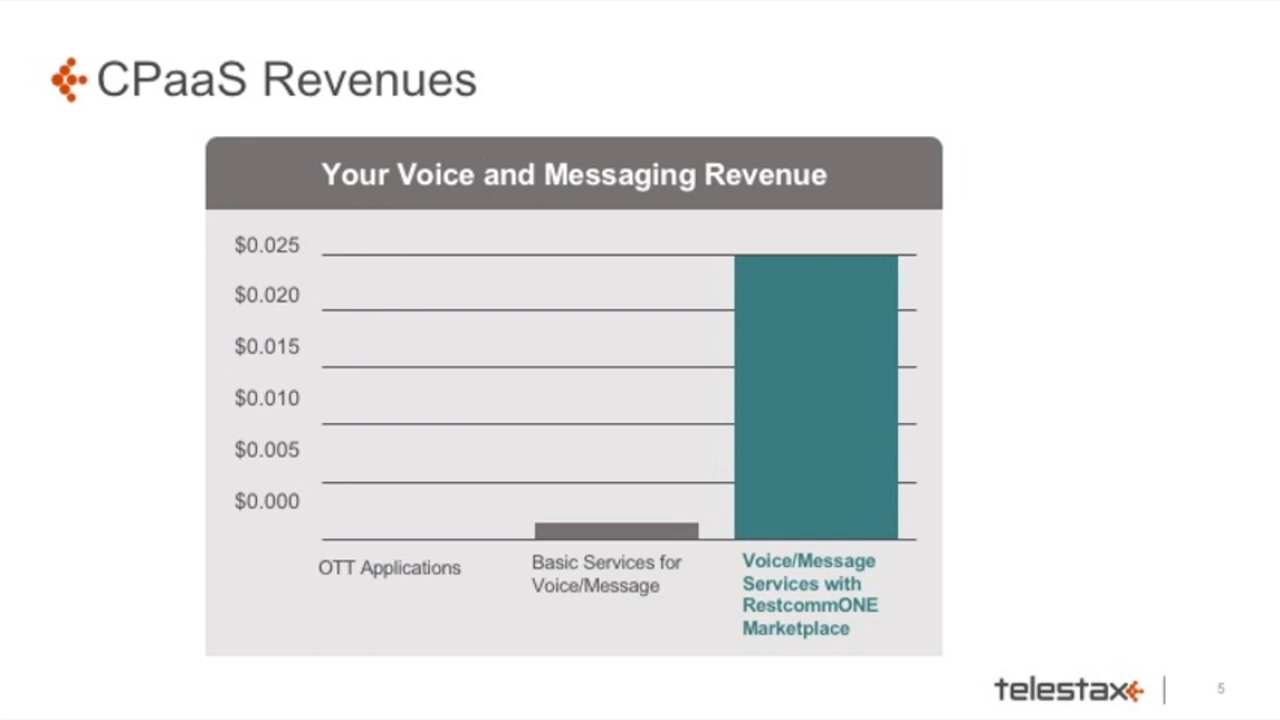 CPaaS Revenues
Your Voice and Messaging Revenue
$0.025
$0.020
$0.015
$0.010
$0.005
$0.000
OTT Applications
Basic Services for
Voice/Message
Voice/Message
Services with
RestcommONE
Marketplace
telestax
5